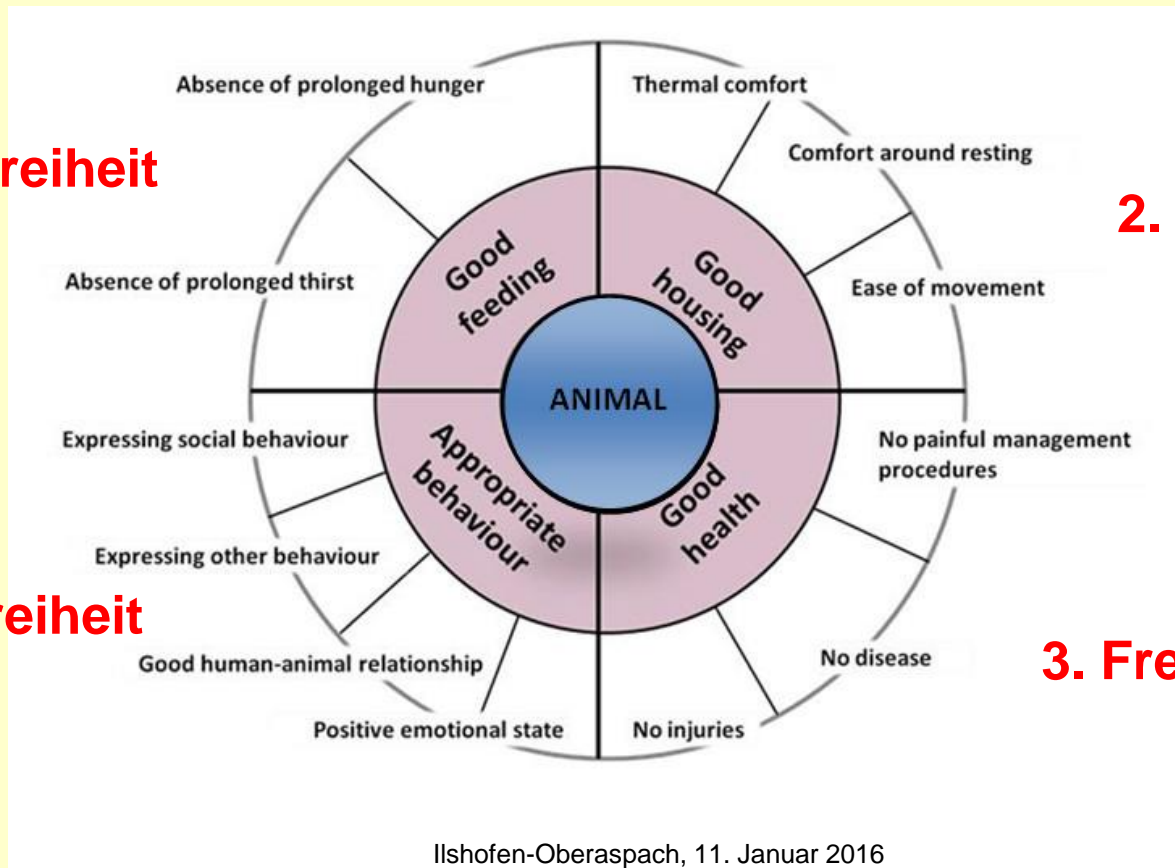 Absence of prolonged hunger
Thermal comfort
Comfort around resting
reiheit
2.
Good
feeding
Good
housing
Absence of prolonged thirst
Ease of movement
ANIMAL
Expressing social behaviour
No painful management
procedures
Appropriate
behaviour
Good
health
Expressing other behaviour
reiheit
Good human-animal relationship
No disease
3. Fre
Positive emotional state
No injuries
Ilshofen-Oberaspach, 11. Januar 2016